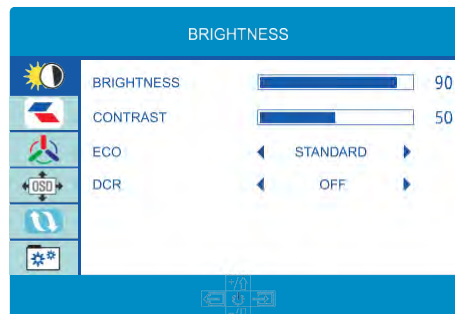 BRIGHTNESS
BRIGHTNESS 90
CONTRAST 50
ECO STANDARD
DCR OFF
OSD